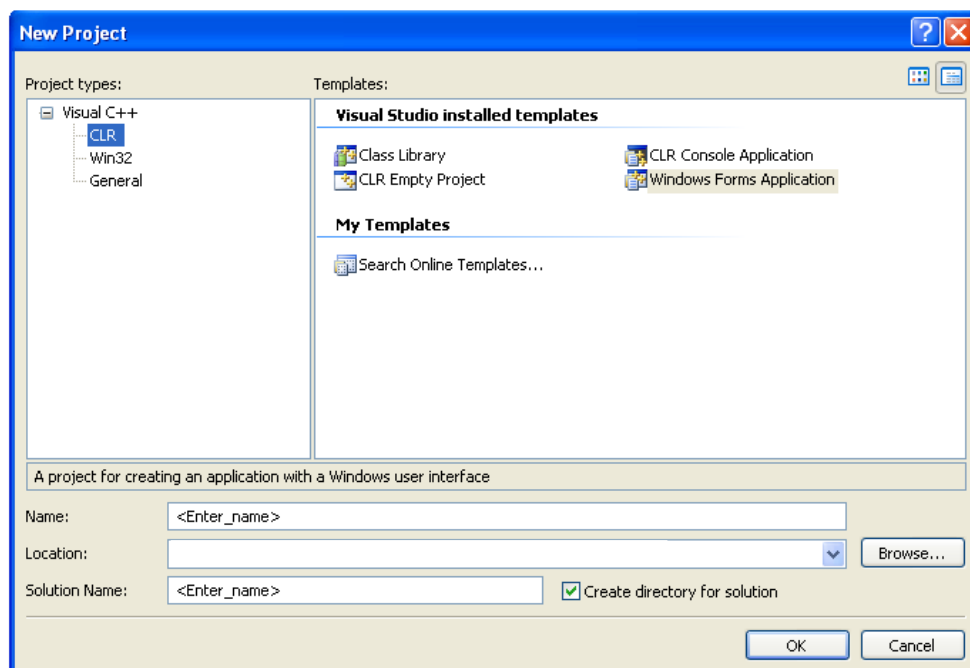 New Project
Project types:
Templates:
Visual C++
CLR
Win32
General
Visual Studio installed templates
Class Library
CLR Console Application
CLR Empty Project
Windows Forms Application
My Templates
Search Online Templates...
A project for creating an application with a Windows user interface
Name: <Enter_name>
Location: Browse...
Solution Name: <Enter_name> Create directory for solution
OK Cancel